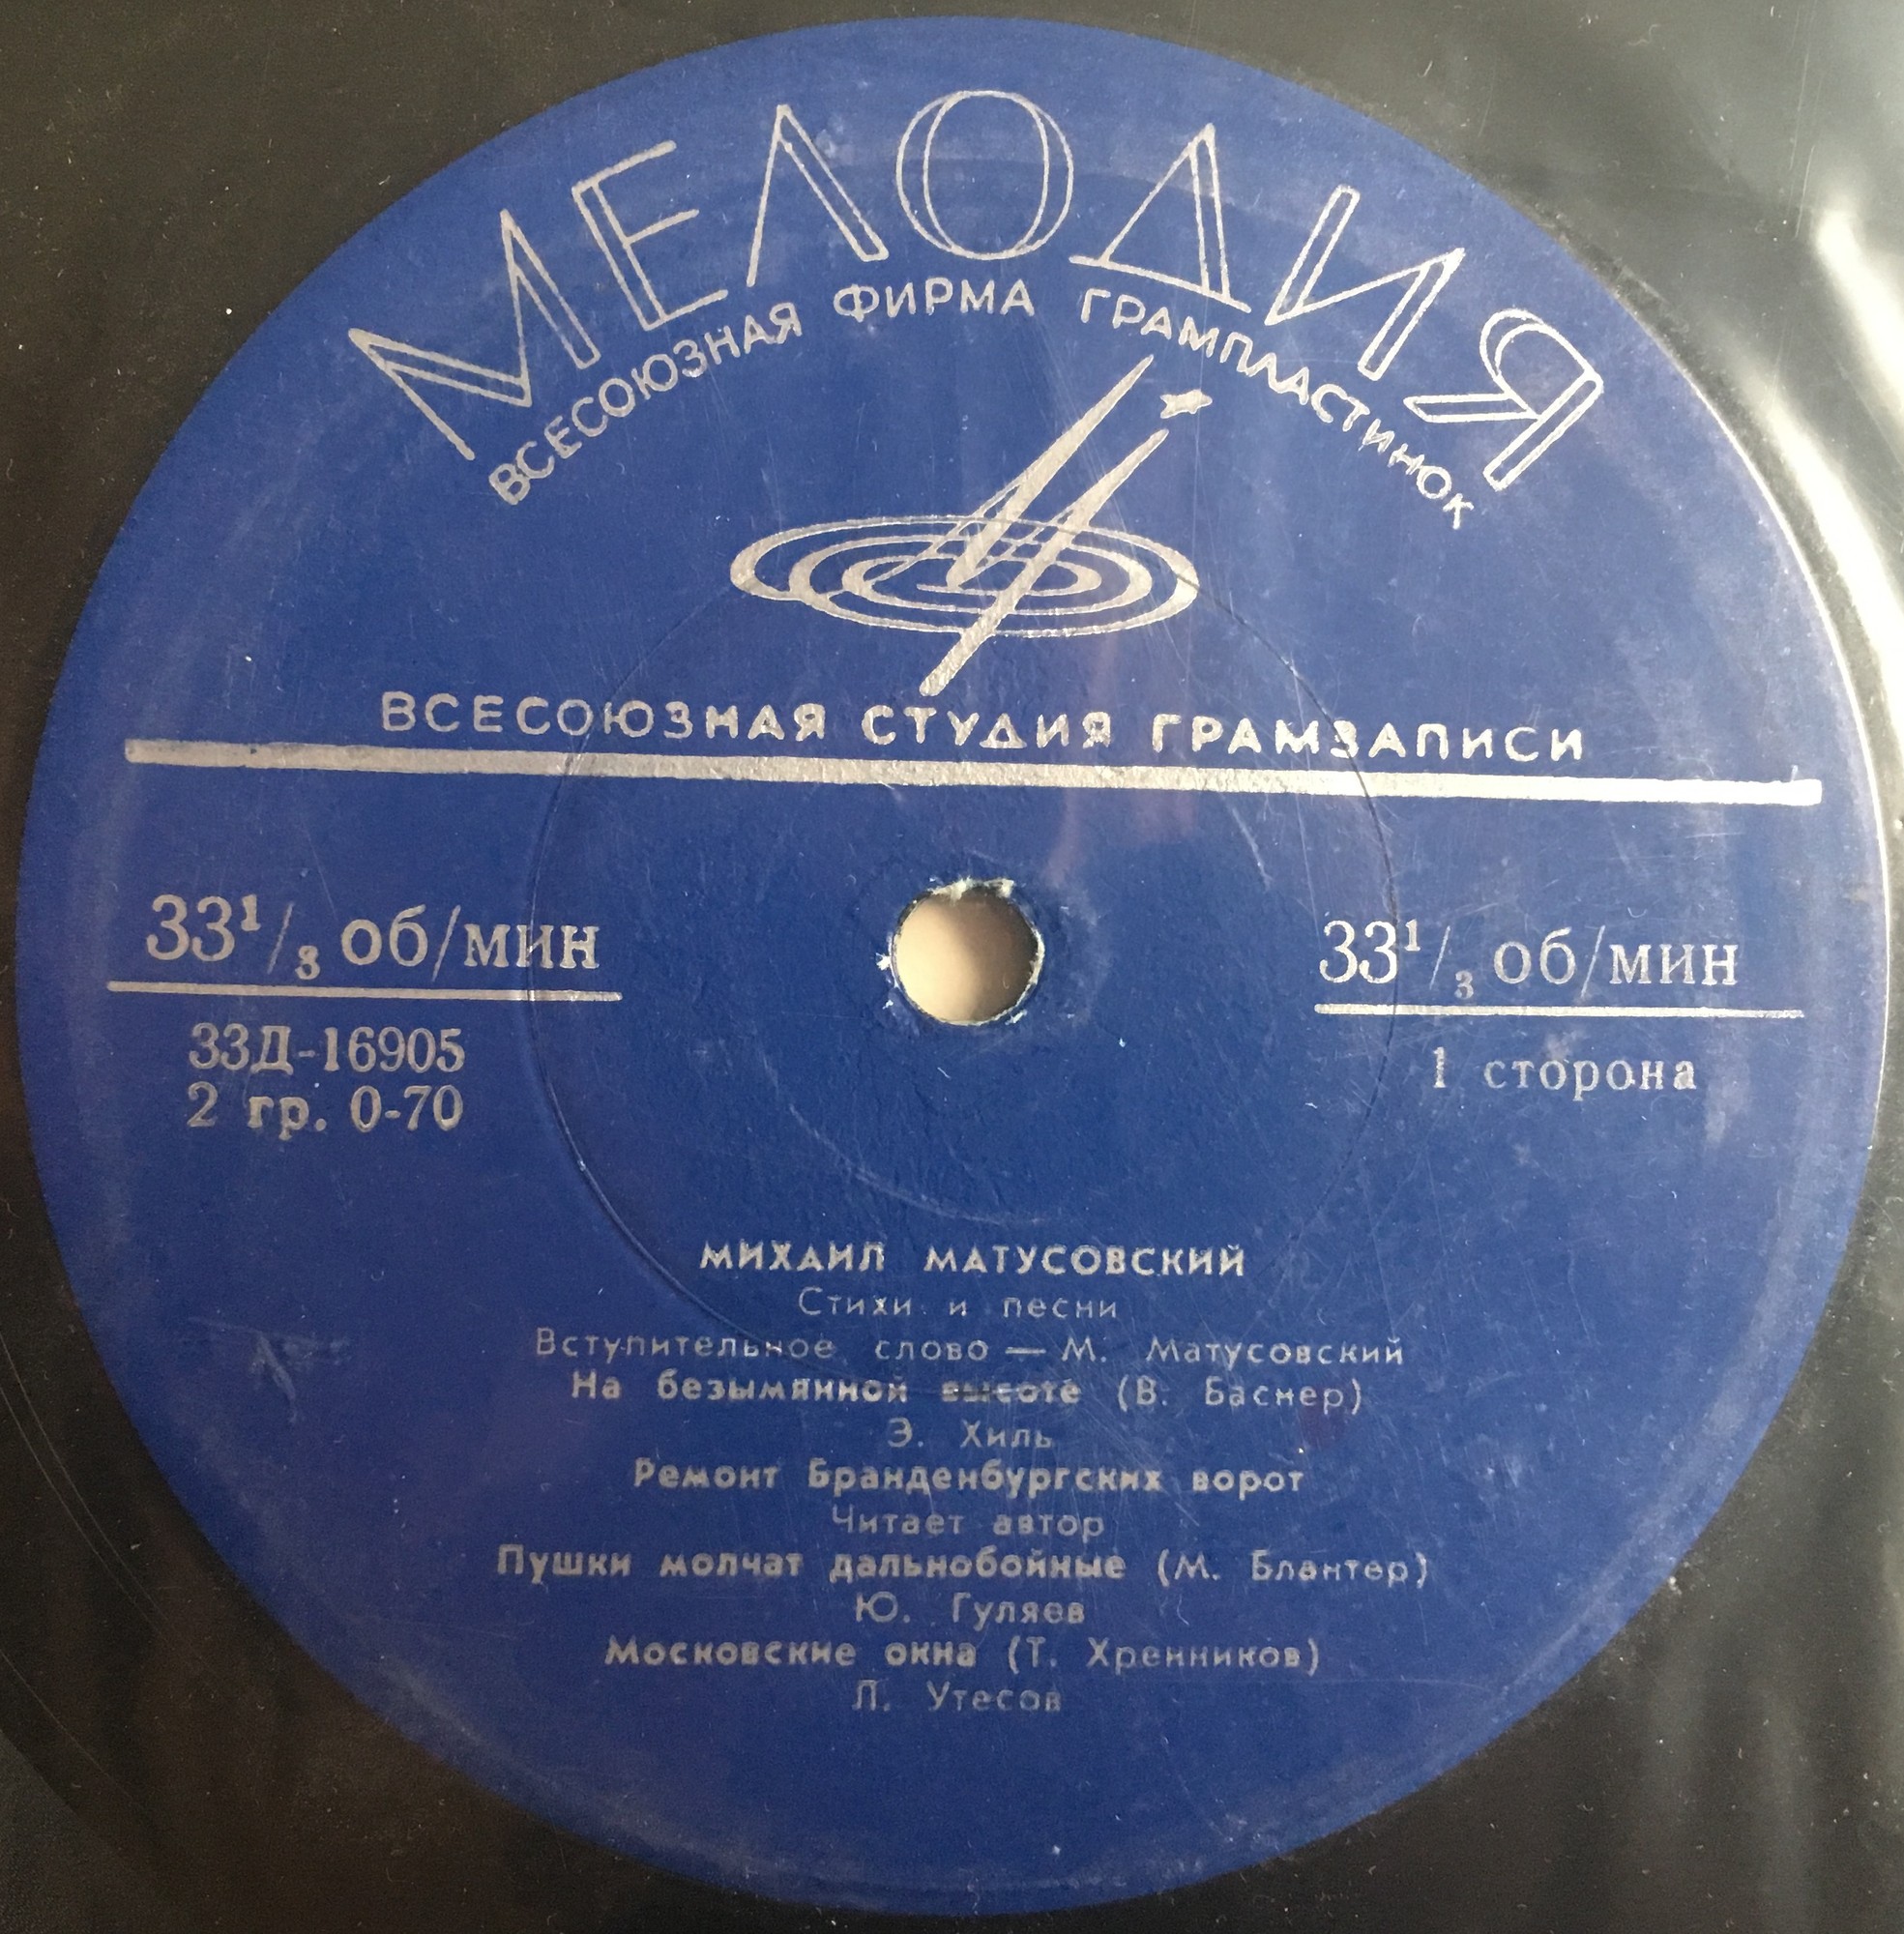 МЕЛОДИЯ
ВСЕСОЮЗНАЯ ФИРМА ГРАМПЛАСТИНОК
ВСЕСОЮЗНАЯ СТУДИЯ ГРАМЗАПИСИ
33¹/₃ об/мин
33Д-16905
2 гр. 0-70
33¹/₃ об/мин
1 сторона
МИХАИЛ МАТУСОВСКИЙ
Стихи и песни
Вступительное слово — М. Матусовский
На безымянной высоте (В. Баснер)
Э. Хиль
Ремонт Бранденбургских ворот
Читает автор
Пушки молчат дальнобойные (М. Блантер)
Ю. Гуляев
Московские окна (Т. Хренников)
Л. Утесов